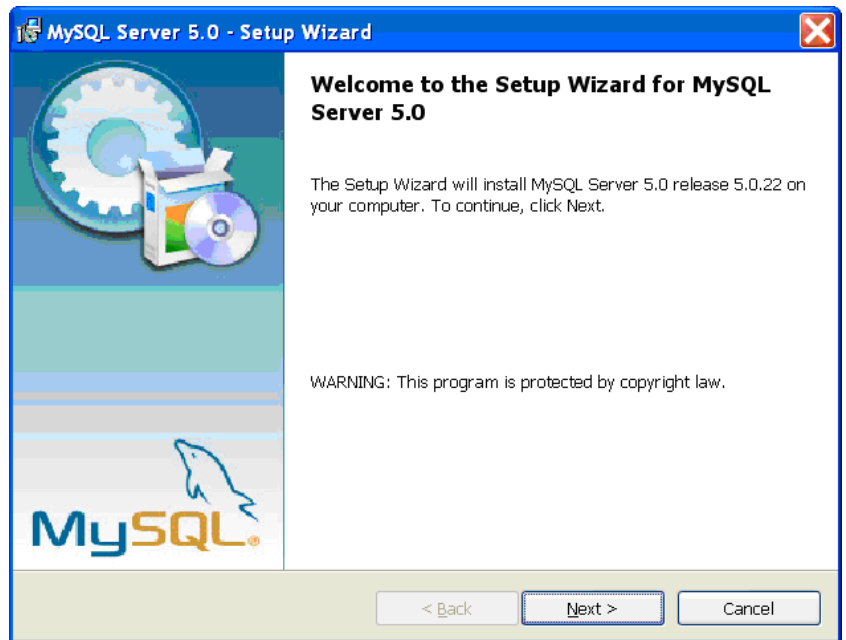 MySQL Server 5.0 - Setup Wizard
Welcome to the Setup Wizard for MySQL
Server 5.0
The Setup Wizard will install MySQL Server 5.0 release 5.0.22 on
your computer. To continue, click Next.
WARNING: This program is protected by copyright law.
MySQL®
< Back
Next >
Cancel